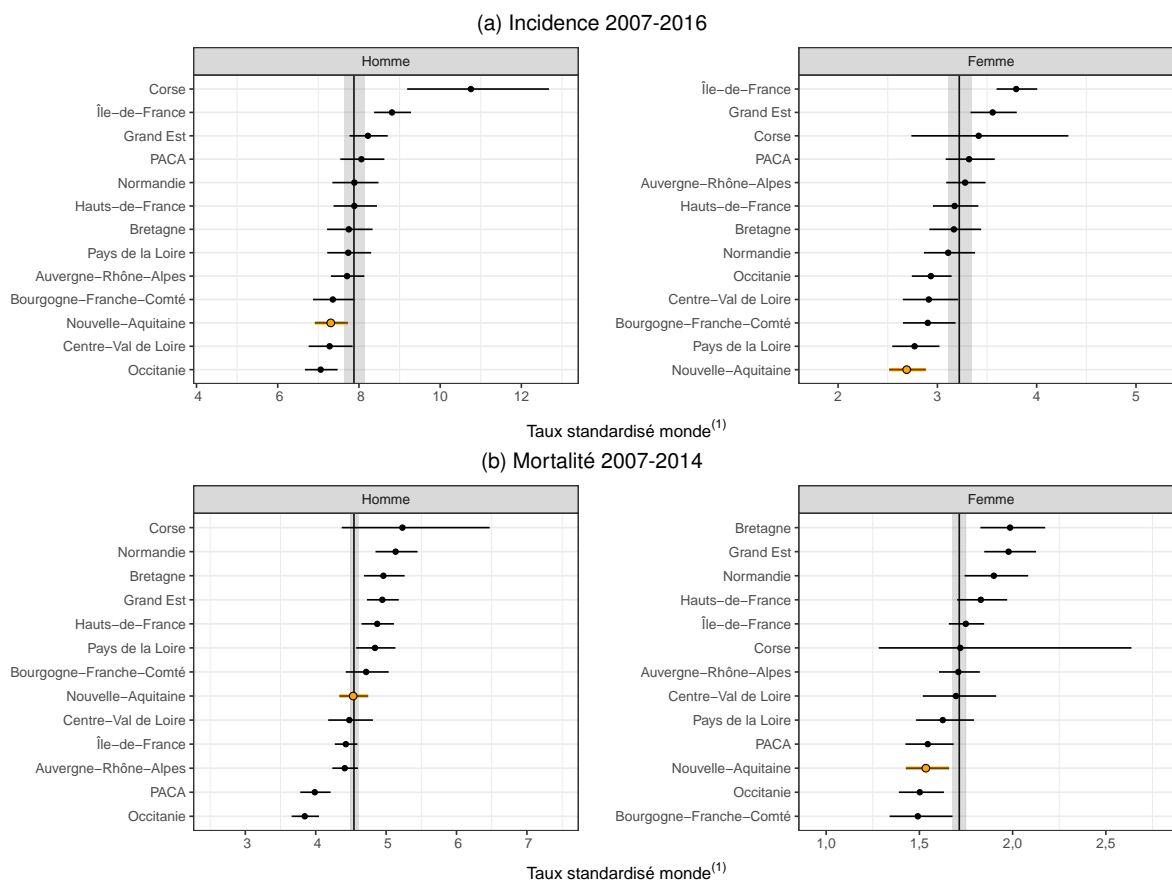 (a) Incidence 2007-2016
Homme
Corse
Île−de−France
Grand Est
PACA
Normandie
Hauts−de−France
Bretagne
Pays de la Loire
Auvergne−Rhône−Alpes
Bourgogne−Franche−Comté
Nouvelle−Aquitaine
Centre−Val de Loire
Occitanie
4 6 8 10 12
Femme
Île−de−France
Grand Est
Corse
PACA
Auvergne−Rhône−Alpes
Hauts−de−France
Bretagne
Normandie
Occitanie
Centre−Val de Loire
Bourgogne−Franche−Comté
Pays de la Loire
Nouvelle−Aquitaine
2 3 4 5
Taux standardisé monde(1)
(b) Mortalité 2007-2014
Homme
Corse
Normandie
Bretagne
Grand Est
Hauts−de−France
Pays de la Loire
Bourgogne−Franche−Comté
Nouvelle−Aquitaine
Centre−Val de Loire
Île−de−France
Auvergne−Rhône−Alpes
PACA
Occitanie
3 4 5 6 7
Femme
Bretagne
Grand Est
Normandie
Hauts−de−France
Île−de−France
Corse
Auvergne−Rhône−Alpes
Centre−Val de Loire
Pays de la Loire
PACA
Nouvelle−Aquitaine
Occitanie
Bourgogne−Franche−Comté
1,0 1,5 2,0 2,5
Taux standardisé monde(1)